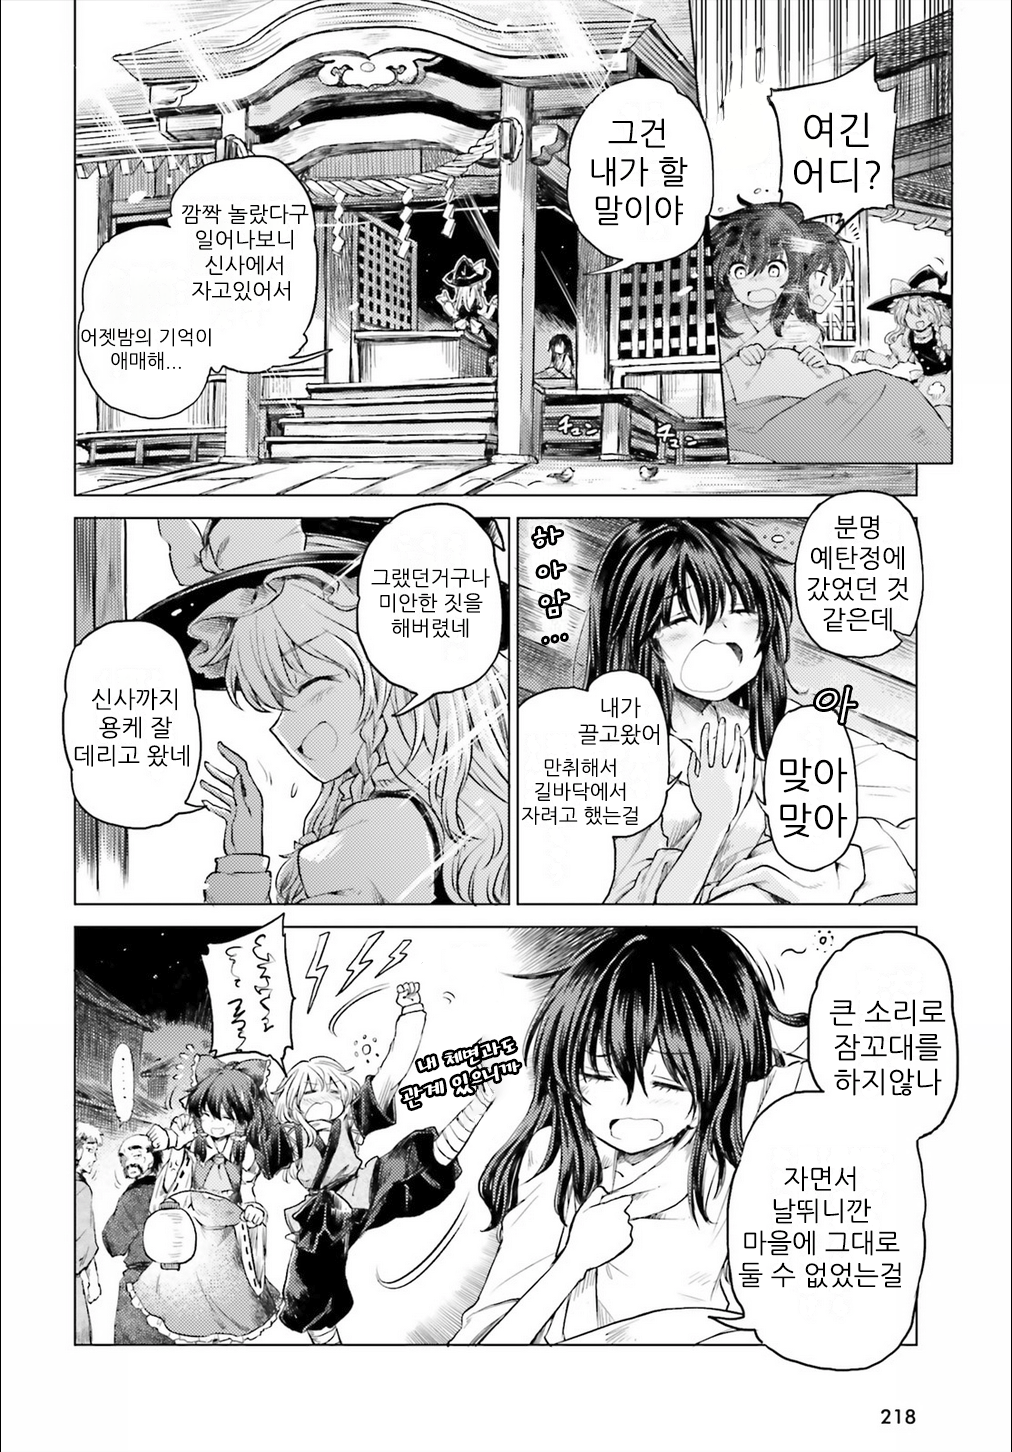 여긴
어디?
그건
내가 할
말이야
깜짝 놀랐다구
일어나보니
신사에서
자고있어서
어젯밤의 기억이
애매해...
チュン
チュン
분명
예탄정에
갔었던 것
같은데
하
아
암
...
아
맞아
맞아
내가
끌고왔어
만취해서
길바닥에서
자려고 했는걸
그랬던거구나
미안한 짓을
해버렸네
신사까지
용케 잘
데리고 왔네
큰 소리로
잠꼬대를
하지않나
자면서
날뛰니깐
마을에 그대로
둘 수 없었는걸
내 체면과도
관계 있으니까
...
218